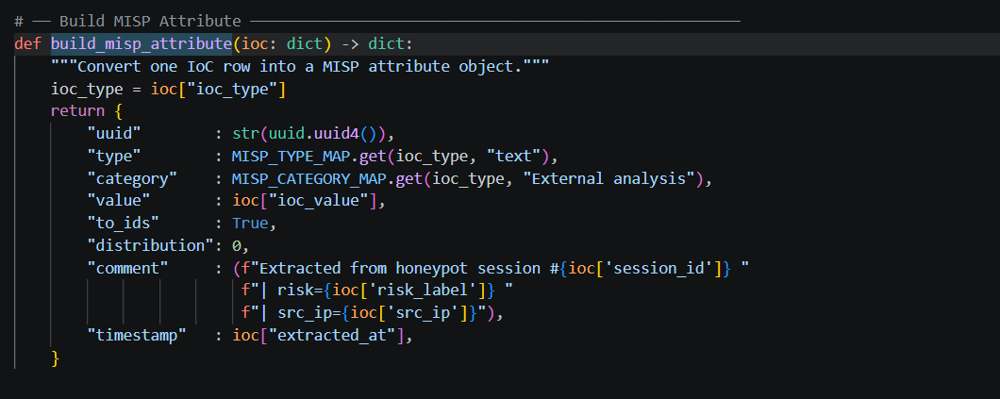 # —— Build MISP Attribute ——————————————————————————
def build_misp_attribute(ioc: dict) -> dict:
    """Convert one IoC row into a MISP attribute object."""
    ioc_type = ioc["ioc_type"]
    return {
        "uuid"        : str(uuid.uuid4()),
        "type"        : MISP_TYPE_MAP.get(ioc_type, "text"),
        "category"    : MISP_CATEGORY_MAP.get(ioc_type, "External analysis"),
        "value"       : ioc["ioc_value"],
        "to_ids"      : True,
        "distribution": 0,
        "comment"     : (f"Extracted from honeypot session #{ioc['session_id']} "
                         f"| risk={ioc['risk_label']} "
                         f"| src_ip={ioc['src_ip']}"),
        "timestamp"   : ioc["extracted_at"],
    }